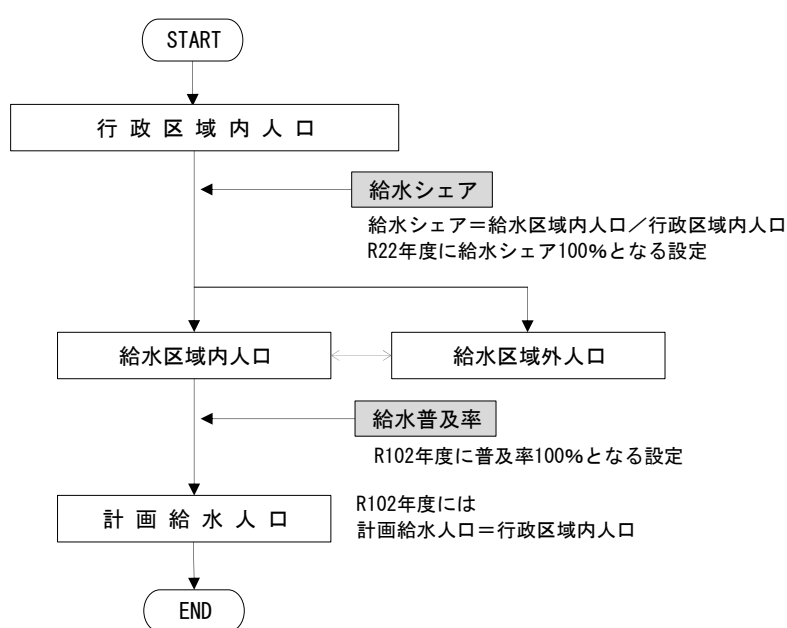 START
行政区域内人口
給水シェア
給水シェア=給水区域内人口/行政区域内人口
R22年度に給水シェア100%となる設定
給水区域内人口
給水区域外人口
給水普及率
R102年度に普及率100%となる設定
計画給水人口
R102年度には
計画給水人口=行政区域内人口
END